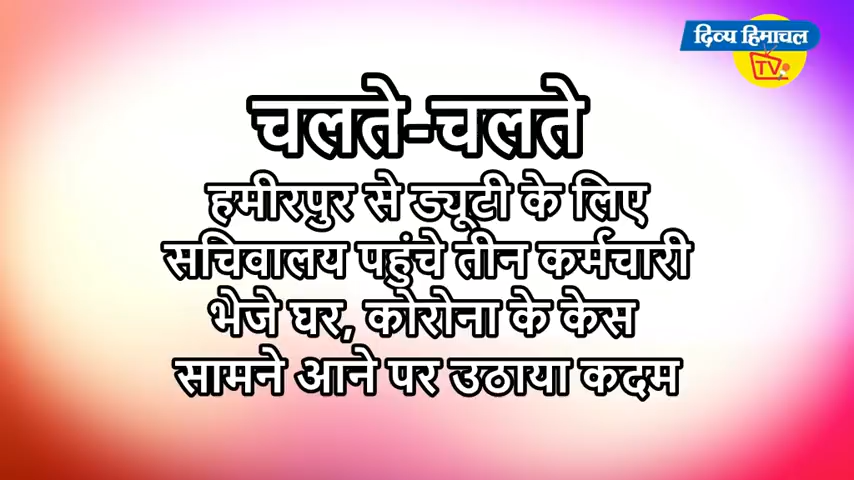 दिव्य हिमाचल
TV
चलते-चलते
हमीरपुर से ड्यूटी के लिए
सचिवालय पहुंचे तीन कर्मचारी
भेजे घर, कोरोना के केस
सामने आने पर उठाया कदम